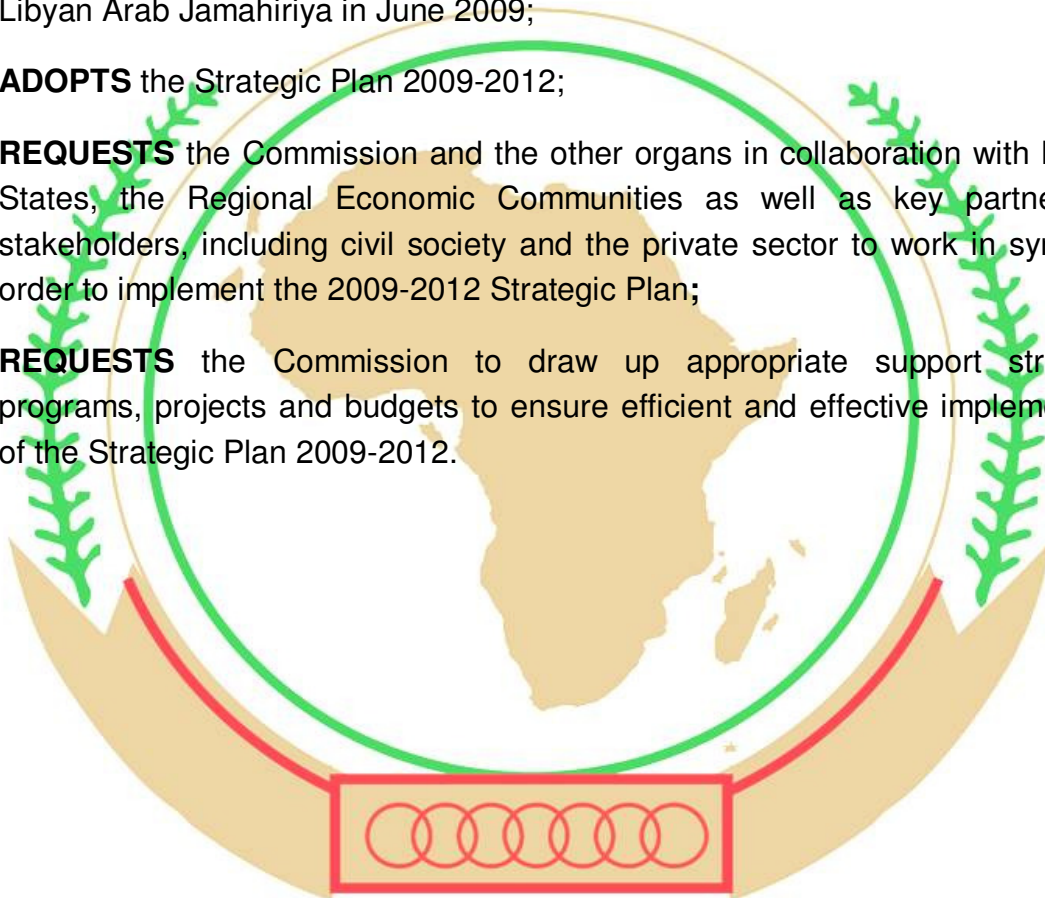 Libyan Arab Jamahiriya in June 2009;
ADOPTS the Strategic Plan 2009-2012;
REQUESTS the Commission and the other organs in collaboration with
States, the Regional Economic Communities as well as key
stakeholders, including civil society and the private sector to work in
order to implement the 2009-2012 Strategic Plan;
REQUESTS the Commission to draw up appropriate support
programs, projects and budgets to ensure efficient and effective
of the Strategic Plan 2009-2012.